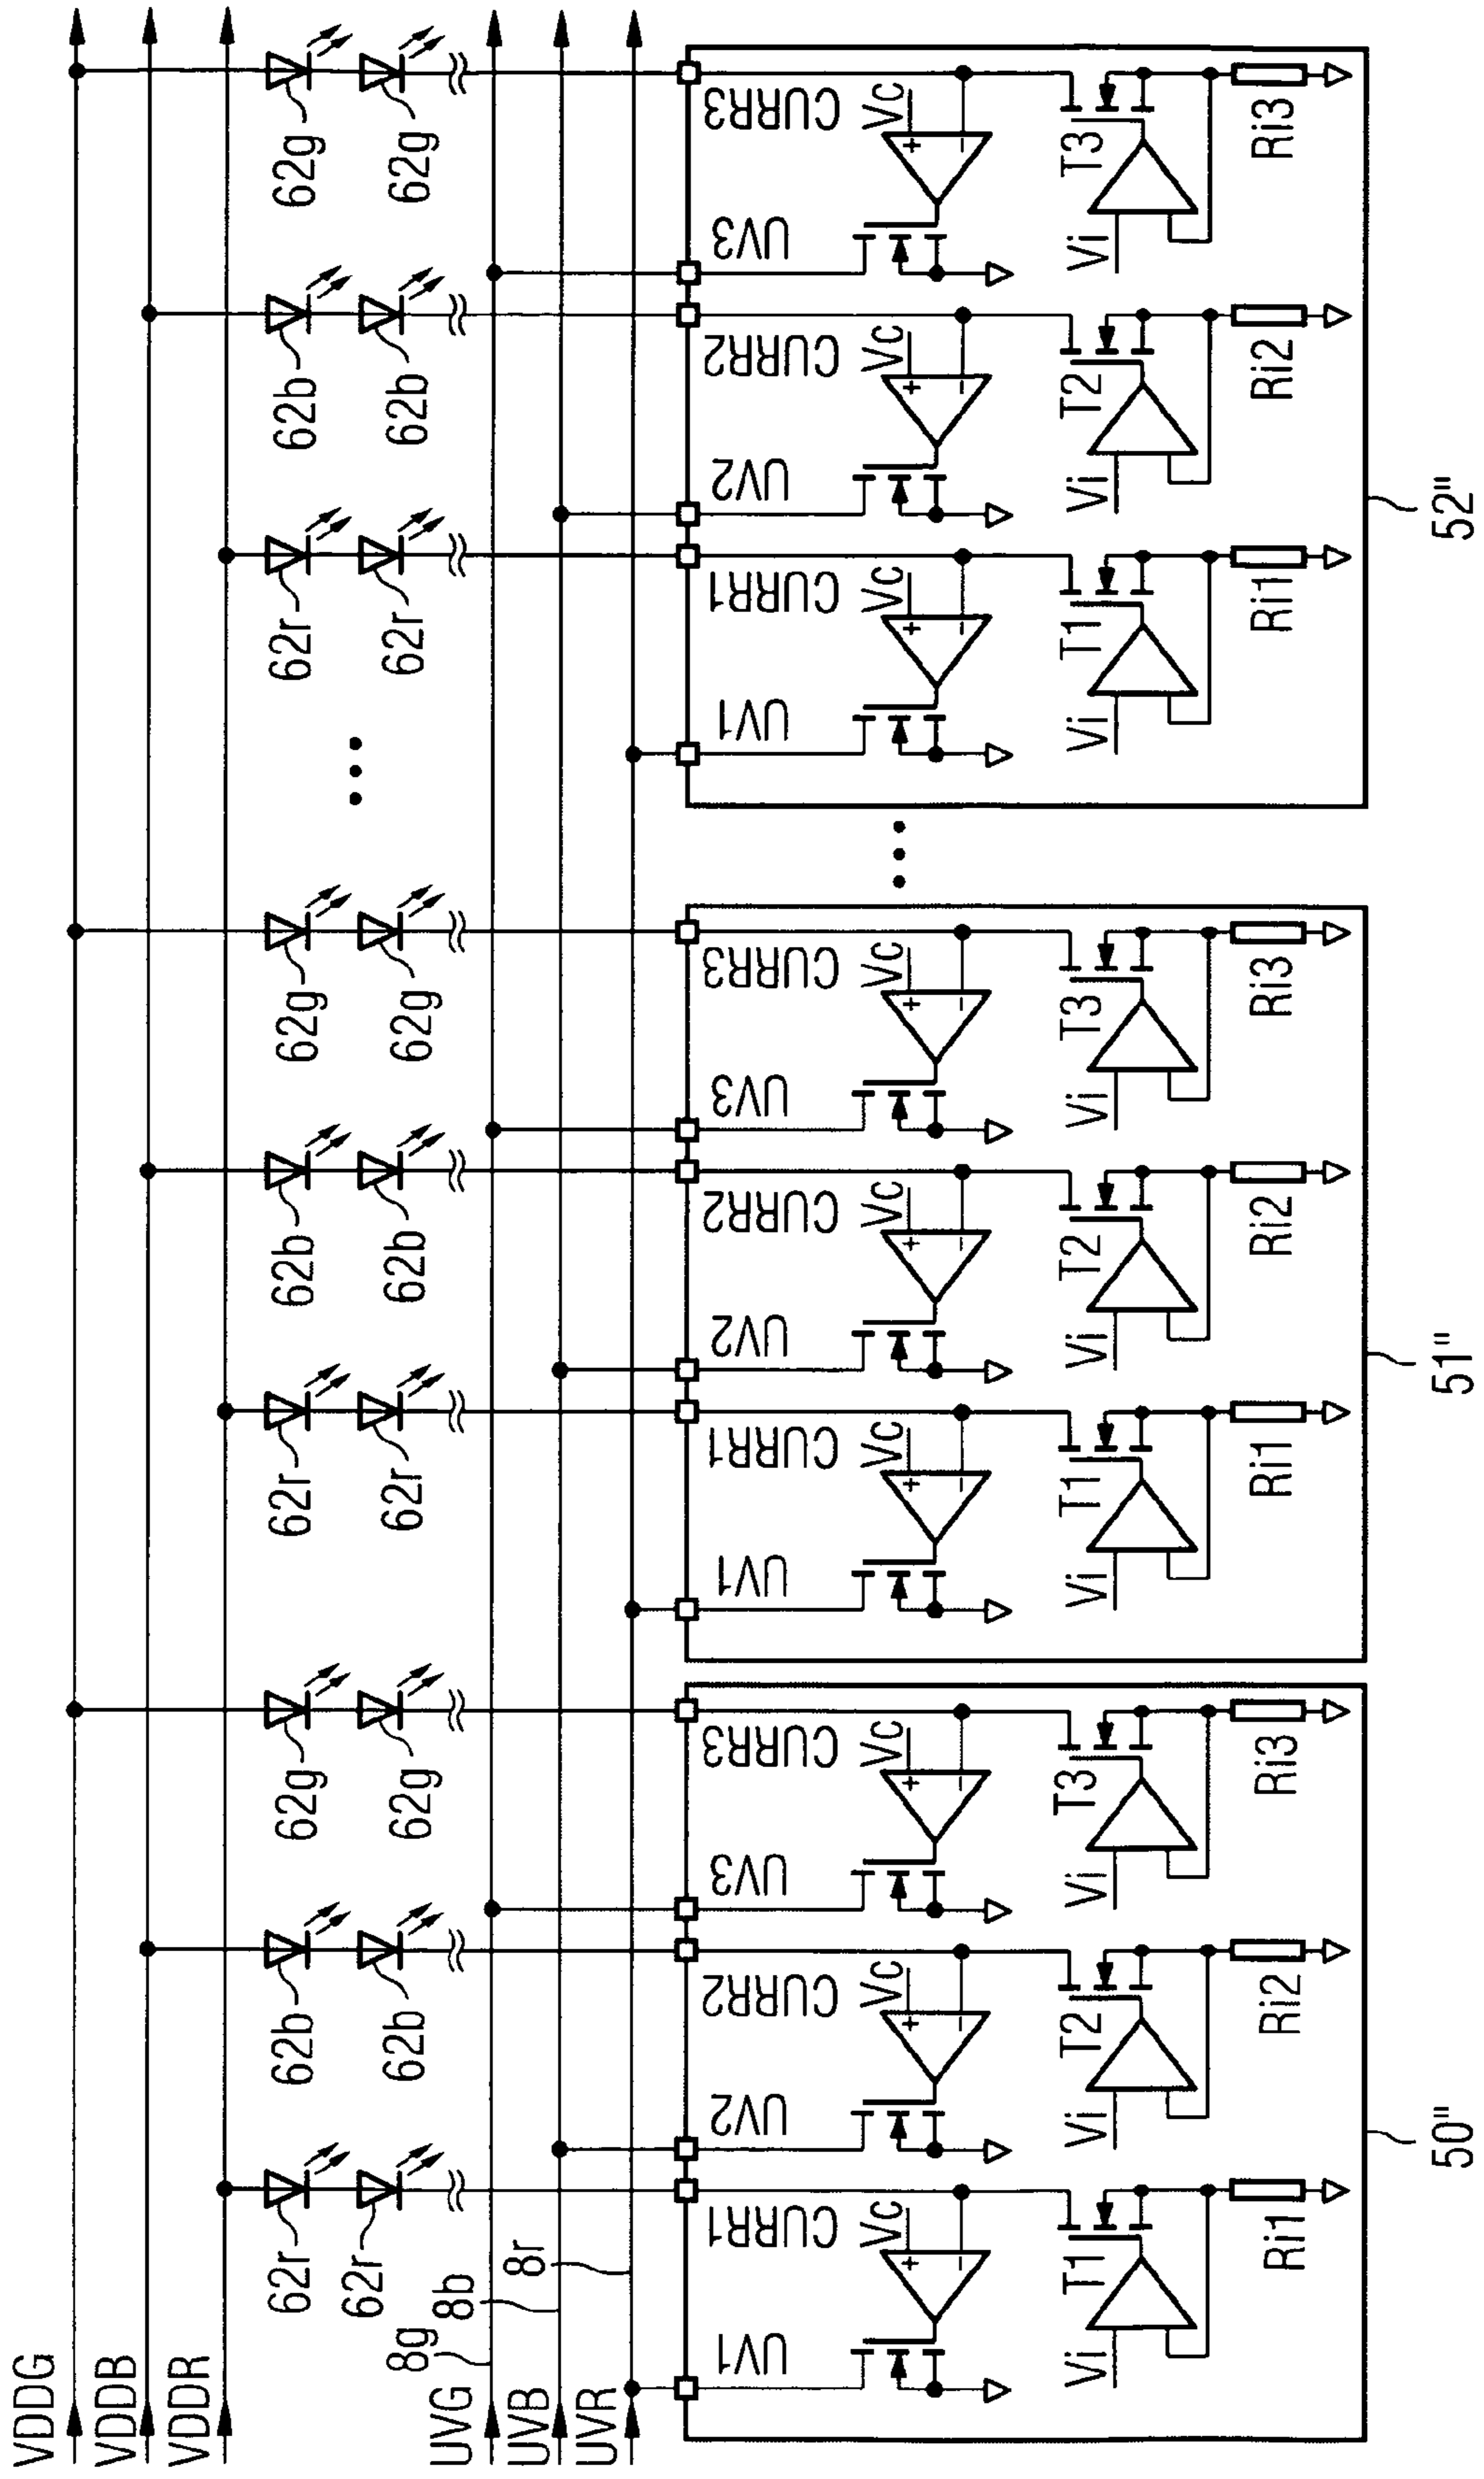 VDDG
VDDB
VDDR
62r 62b 62g 62r 62b 62g 62r 62b 62g
62r 62b 62g 62r 62b 62g 62r 62b 62g
8g 8b 8r
UVG
UVB
UVR
UV1 CURR1 UV2 CURR2 UV3 CURR3 UV1 CURR1 UV2 CURR2 UV3 CURR3 UV1 CURR1 UV2 CURR2 UV3 CURR3
Vc Vc Vc Vc Vc Vc Vc Vc Vc
+ + + + + + + + +
− − − − − − − − −
T1 T2 T3 T1 T2 T3 T1 T2 T3
Vi Vi Vi Vi Vi Vi Vi Vi Vi
Ri1 Ri2 Ri3 Ri1 Ri2 Ri3 Ri1 Ri2 Ri3
50" 51" 52"